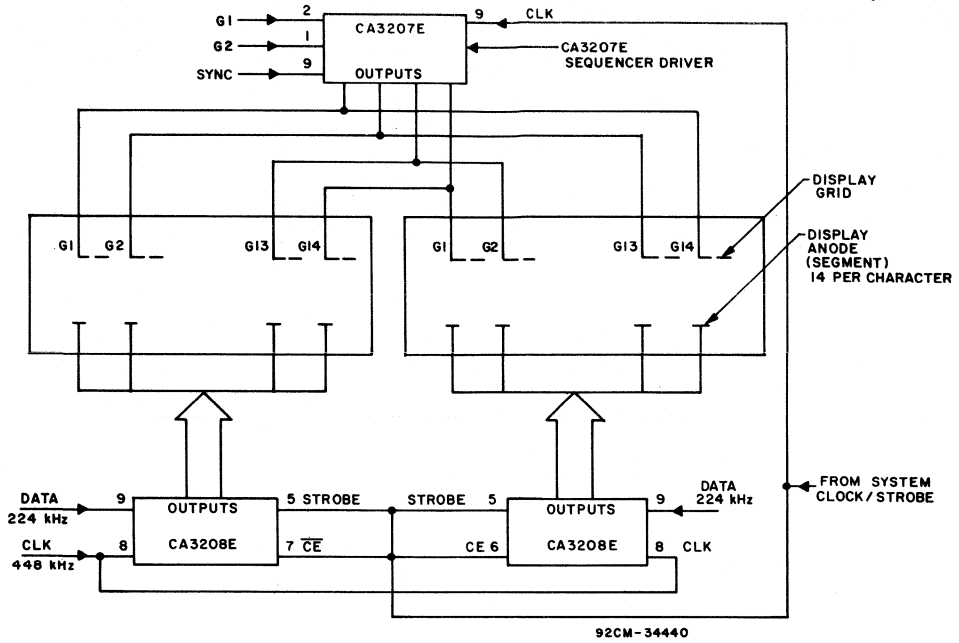 G1 2
CA3207E
9 CLK
G2 1
CA3207E
SEQUENCER DRIVER
SYNC 9
OUTPUTS
DISPLAY
GRID
G1 G2 G13 G14
G1 G2 G13 G14
DISPLAY
ANODE
(SEGMENT)
14 PER CHARACTER
DATA
224 kHz
9
OUTPUTS
5 STROBE
STROBE 5
OUTPUTS
9
DATA
224 kHz
FROM SYSTEM
CLOCK/STROBE
CLK
448 kHz
8
CA3208E
7 CE
CE 6
CA3208E
8 CLK
92CM-34440